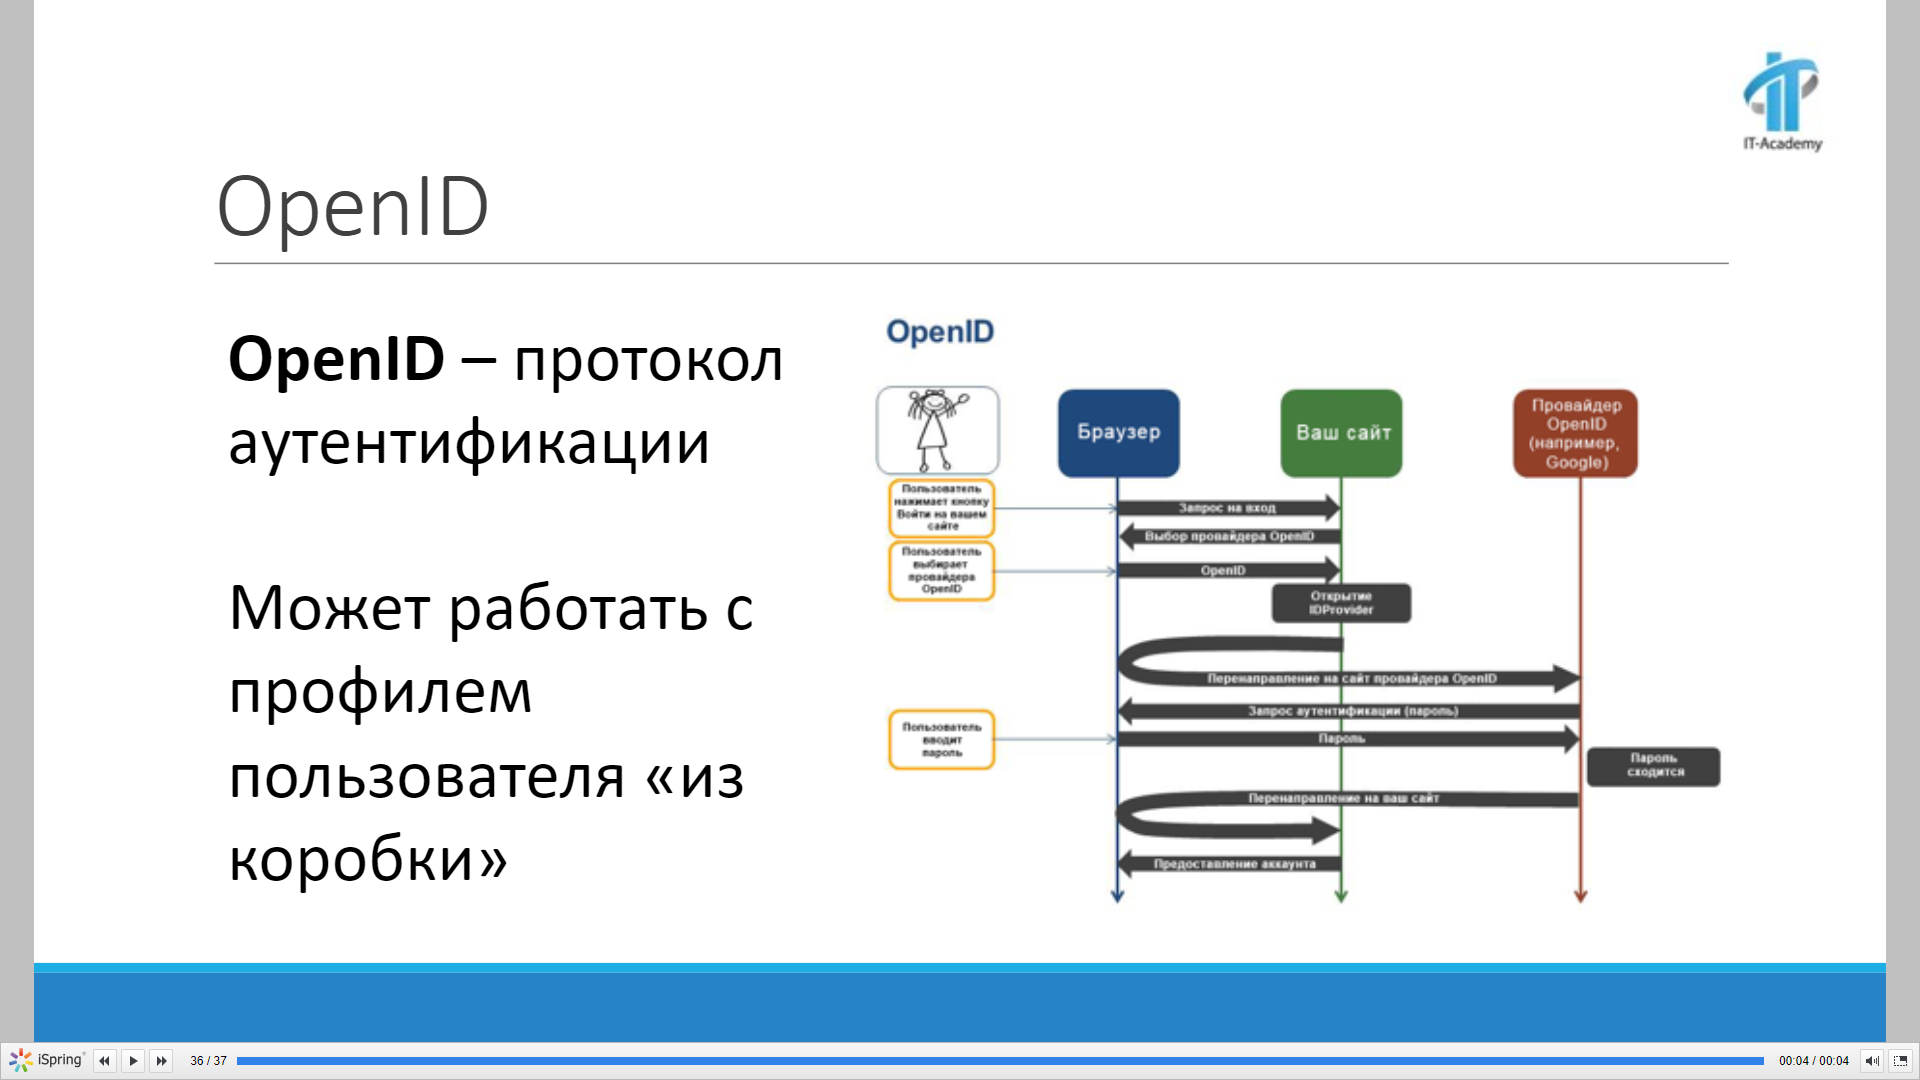 IT-Academy
OpenID
OpenID – протокол
аутентификации
Может работать с
профилем
пользователя «из
коробки»
OpenID
Браузер
Ваш сайт
Провайдер
OpenID
(например,
Google)
Пользователь
нажимает кнопку
Войти на вашем
сайте
Запрос на вход
Выбор провайдера OpenID
Пользователь
выбирает
провайдера
OpenID
OpenID
Открытие
IDProvider
Перенаправление на сайт провайдера OpenID
Запрос аутентификации (пароль)
Пользователь
вводит
пароль
Пароль
Пароль
сходится
Перенаправление на ваш сайт
Предоставление аккаунта
iSpring
36 / 37
00:04 / 00:04